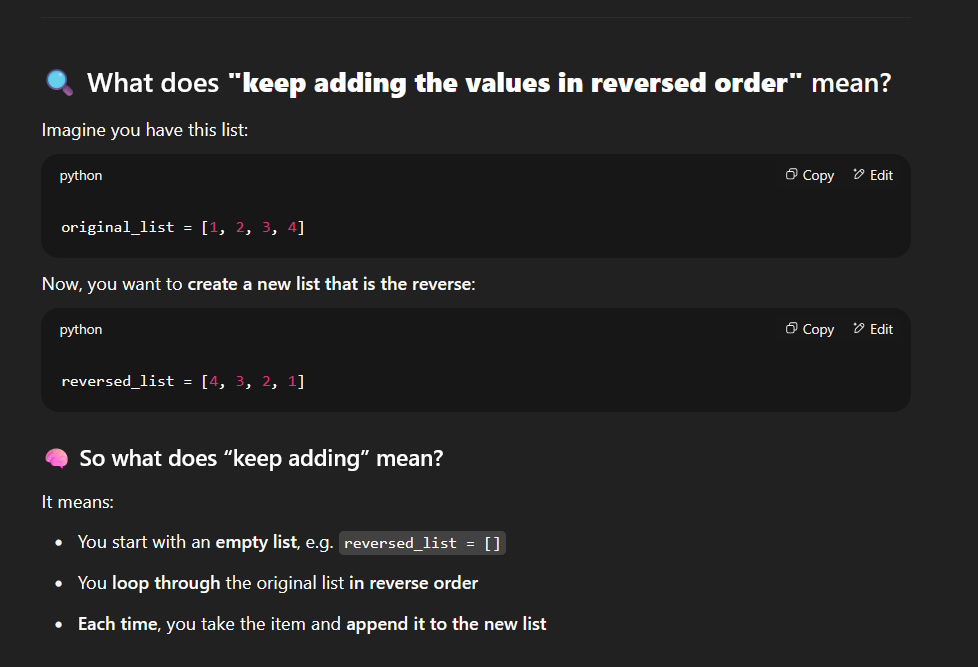 🔍 What does "keep adding the values in reversed order" mean?
Imagine you have this list:
python
Copy
Edit
original_list = [1, 2, 3, 4]
Now, you want to create a new list that is the reverse:
python
Copy
Edit
reversed_list = [4, 3, 2, 1]
🧠 So what does “keep adding” mean?
It means:
• You start with an empty list, e.g. reversed_list = []
• You loop through the original list in reverse order
• Each time, you take the item and append it to the new list